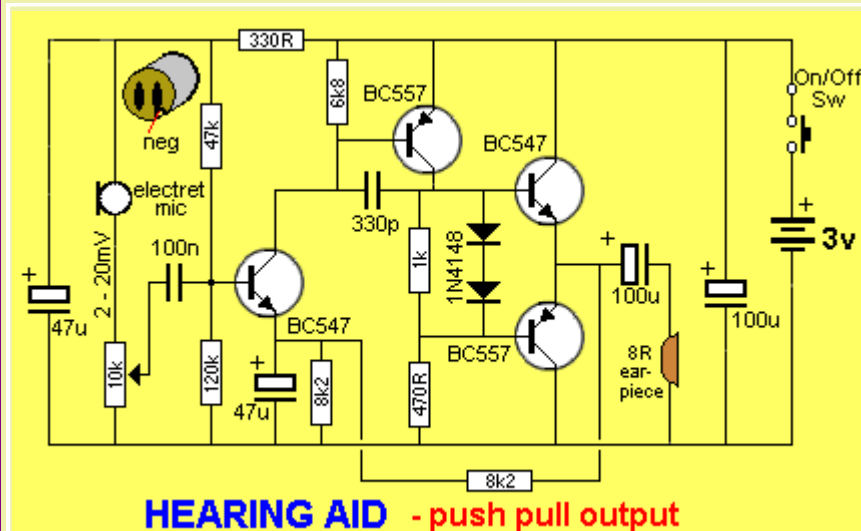 330R
On/Off
Sw
BC557
6k8
neg
47k
BC547
electret
mic
330p
+
3v
100n
2 - 20mV
1k
1N4148
+
+
+
47u
BC547
100u
100u
BC557
10k
120k
+
47u
8k2
470R
8R
ear-
piece
8k2
HEARING AID - push pull output